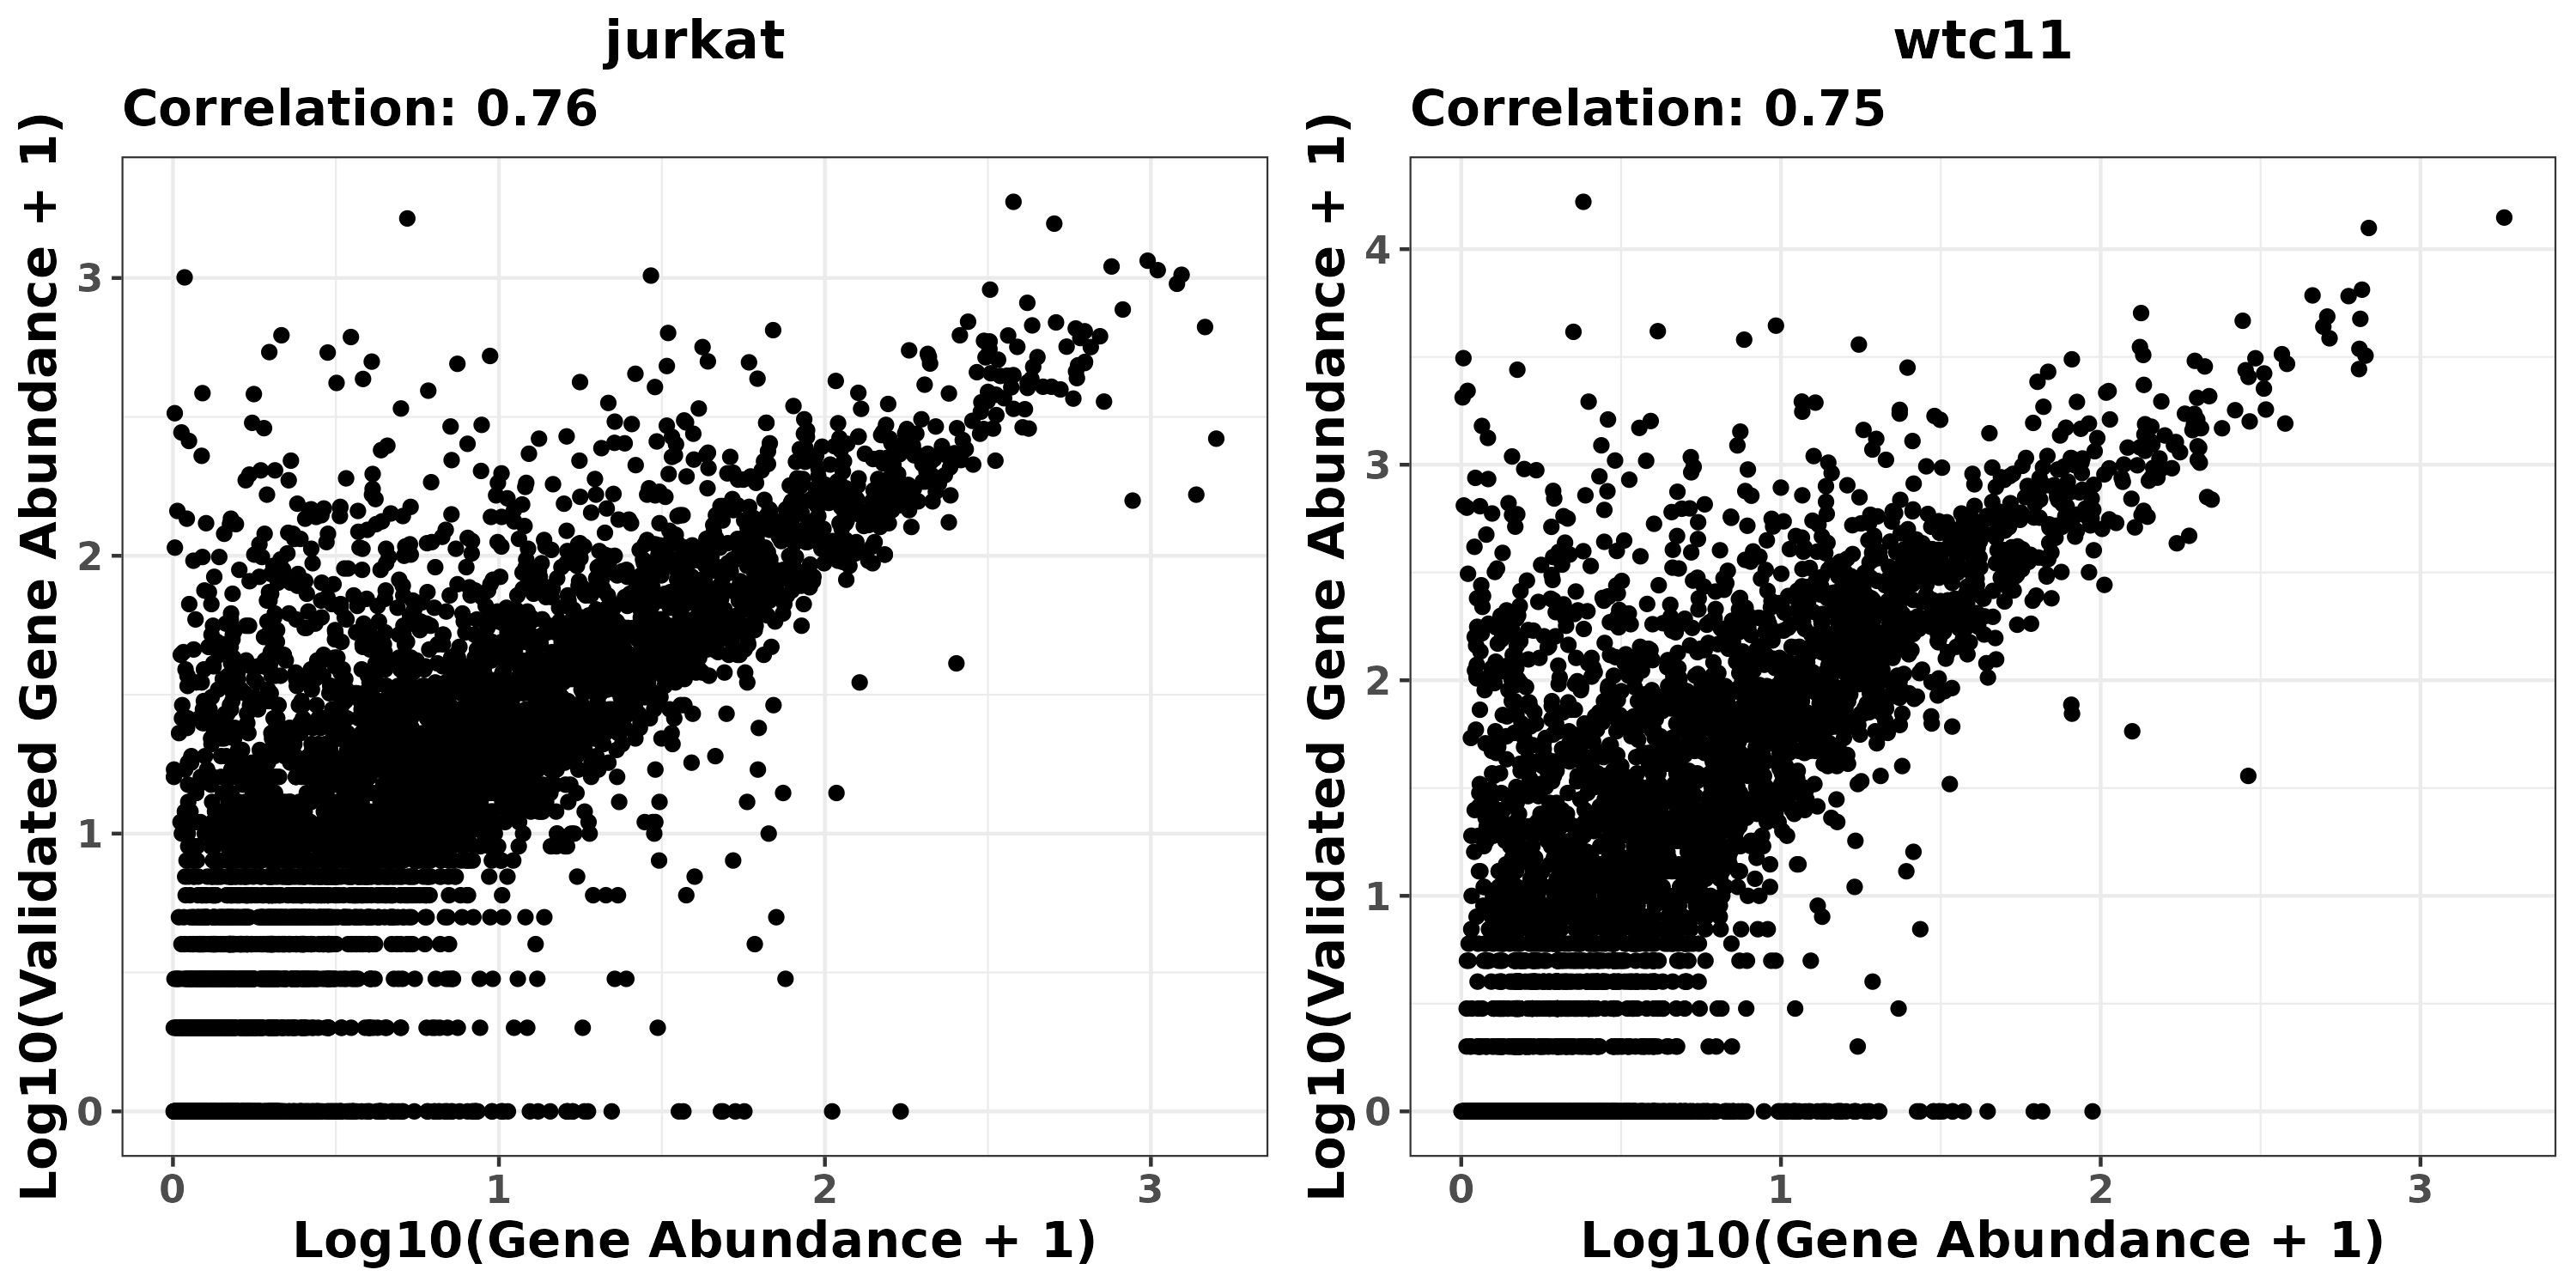 jurkat
Correlation: 0.76
Log10(Validated Gene Abundance + 1)
3
2
1
0
0 1 2 3
Log10(Gene Abundance + 1)
wtc11
Correlation: 0.75
Log10(Validated Gene Abundance + 1)
4
3
2
1
0
0 1 2 3
Log10(Gene Abundance + 1)